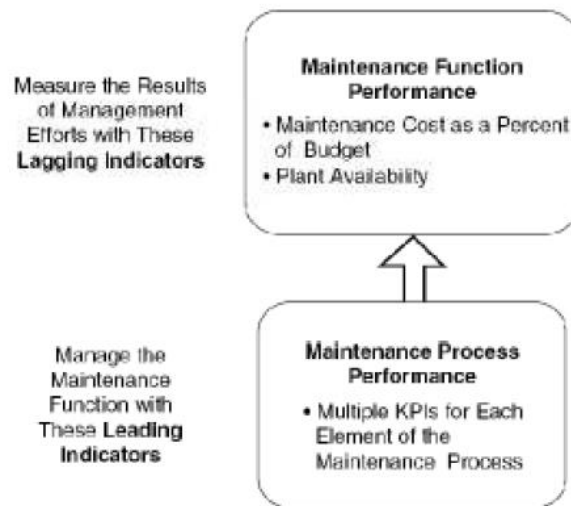 Measure the Results
of Management
Efforts with These
Lagging Indicators
Maintenance Function
Performance
• Maintenance Cost as a Percent
of Budget
• Plant Availability
Manage the
Maintenance
Function with
These Leading
Indicators
Maintenance Process
Performance
• Multiple KPIs for Each
Element of the
Maintenance Process